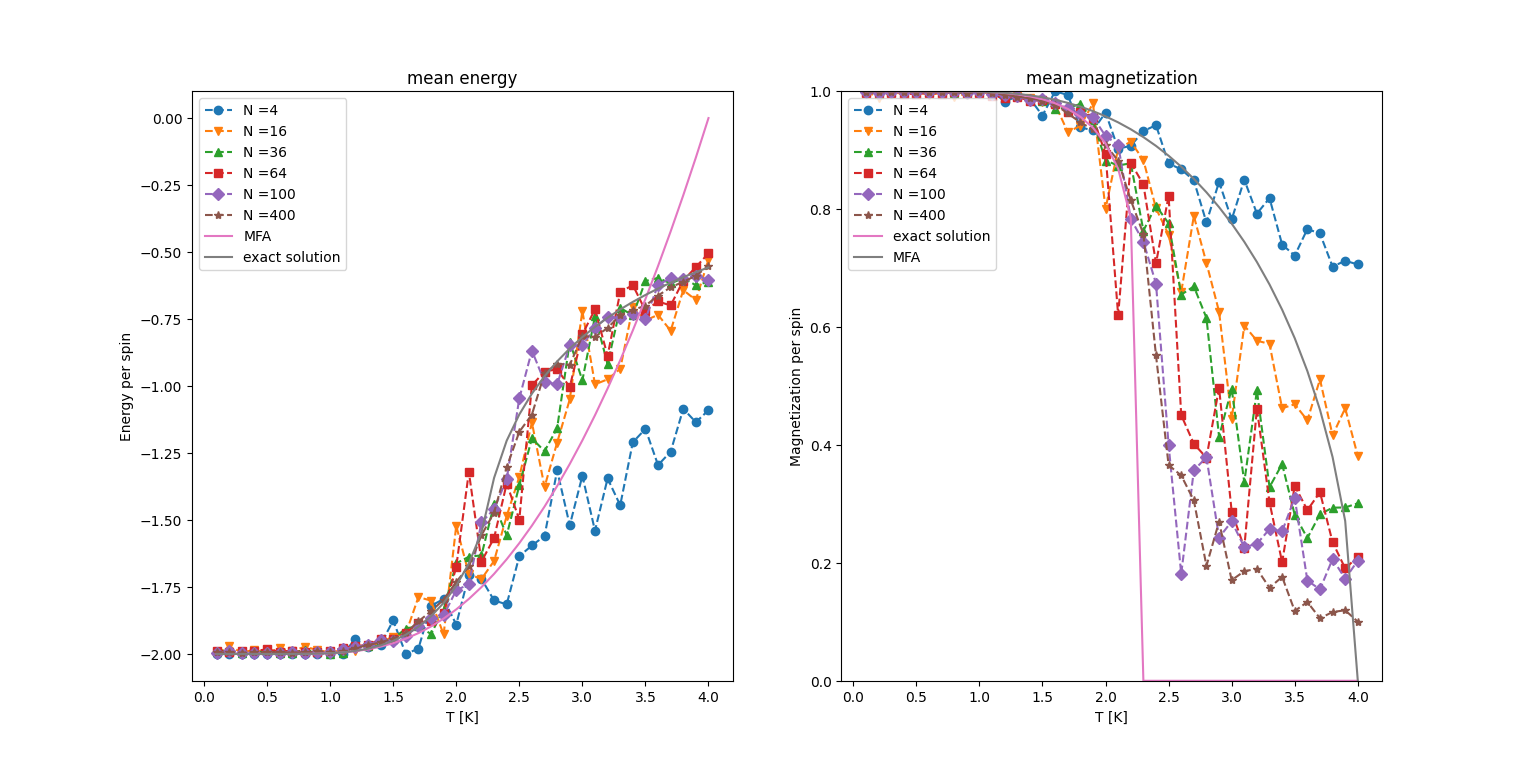 mean energy
Energy per spin
0.00
−0.25
−0.50
−0.75
−1.00
−1.25
−1.50
−1.75
−2.00
N =4
N =16
N =36
N =64
N =100
N =400
MFA
exact solution
0.0 0.5 1.0 1.5 2.0 2.5 3.0 3.5 4.0
T [K]
mean magnetization
Magnetization per spin
1.0
0.8
0.6
0.4
0.2
0.0
N =4
N =16
N =36
N =64
N =100
N =400
exact solution
MFA
0.0 0.5 1.0 1.5 2.0 2.5 3.0 3.5 4.0
T [K]